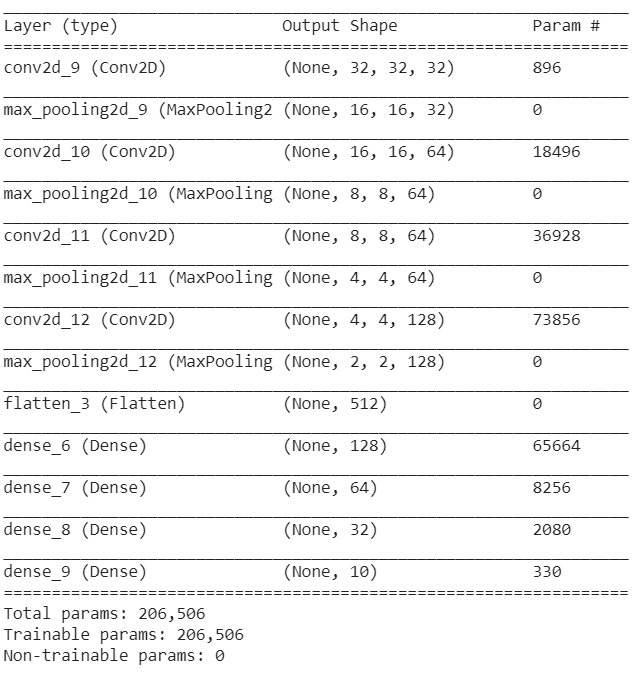 Layer (type) Output Shape Param #
=================================================================
conv2d_9 (Conv2D) (None, 32, 32, 32) 896
max_pooling2d_9 (MaxPooling2 (None, 16, 16, 32) 0
conv2d_10 (Conv2D) (None, 16, 16, 64) 18496
max_pooling2d_10 (MaxPooling (None, 8, 8, 64) 0
conv2d_11 (Conv2D) (None, 8, 8, 64) 36928
max_pooling2d_11 (MaxPooling (None, 4, 4, 64) 0
conv2d_12 (Conv2D) (None, 4, 4, 128) 73856
max_pooling2d_12 (MaxPooling (None, 2, 2, 128) 0
flatten_3 (Flatten) (None, 512) 0
dense_6 (Dense) (None, 128) 65664
dense_7 (Dense) (None, 64) 8256
dense_8 (Dense) (None, 32) 2080
dense_9 (Dense) (None, 10) 330
=================================================================
Total params: 206,506
Trainable params: 206,506
Non-trainable params: 0